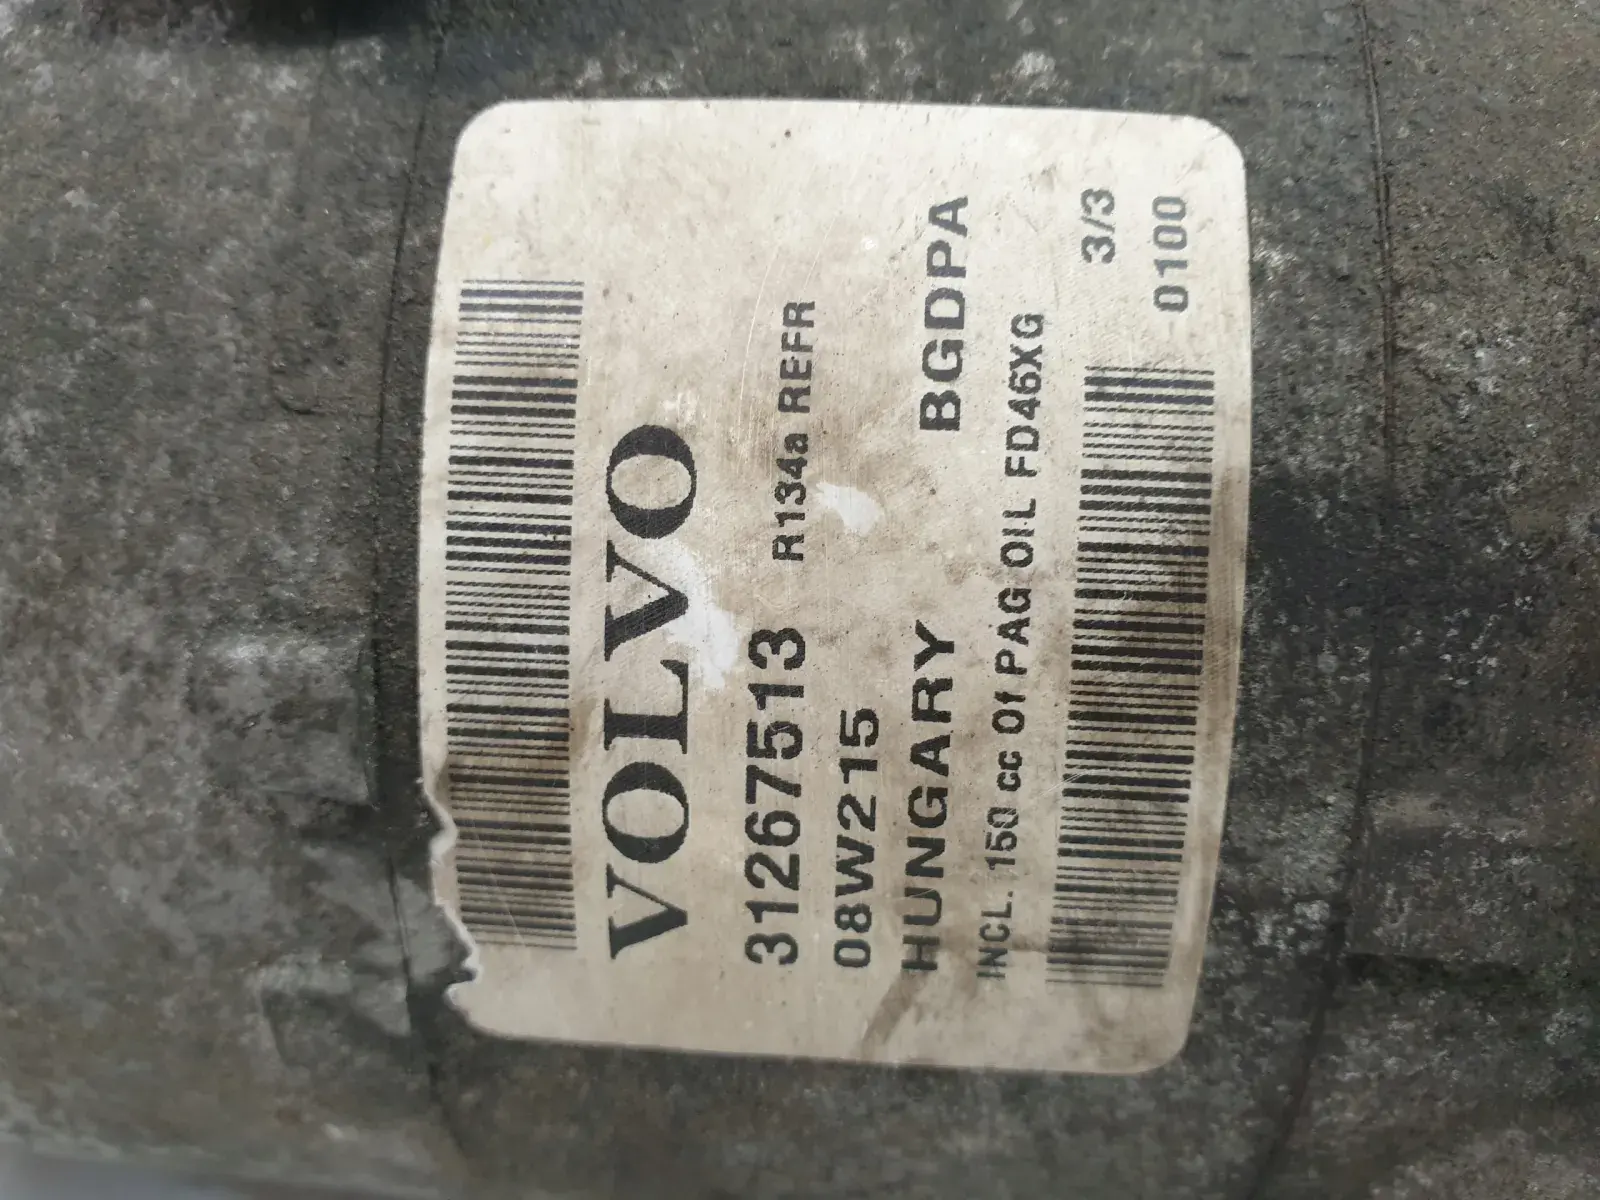 VOLVO
31267513 R134a REFR
08W215
HUNGARY BGDPA
INCL. 150 cc Of PAG OIL FD46XG
3/3
0100